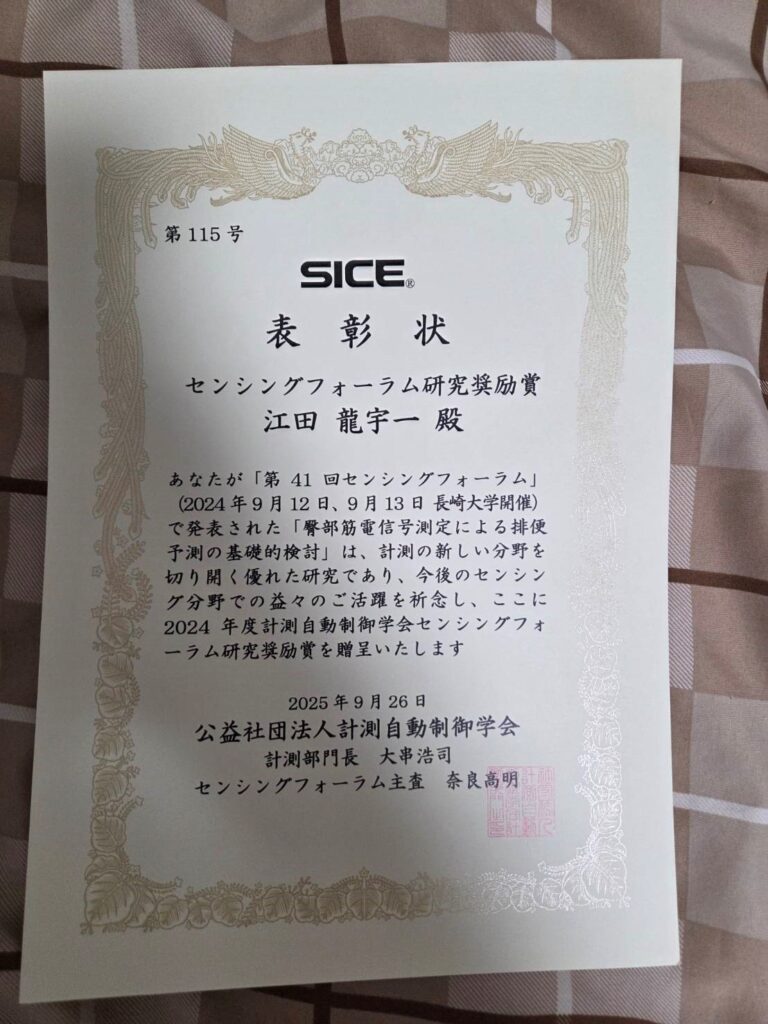 第 115 号
SICE®
表 彰 状
センシングフォーラム研究奨励賞
江田 龍宇一 殿
あなたが「第 41 回センシングフォーラム」
(2024 年 9 月 12 日、9 月 13 日 長崎大学開催)
で発表された「臀部筋電信号測定による排便
予測の基礎的検討」は、計測の新しい分野を
切り開く優れた研究であり、今後のセンシン
グ分野での益々のご活躍を祈念し、ここに
2024 年度計測自動制御学会センシングフォ
ーラム研究奨励賞を贈呈いたします
2025 年 9 月 26 日
公益社団法人計測自動制御学会
計測部門長 大串浩司
センシングフォーラム主査 奈良高明